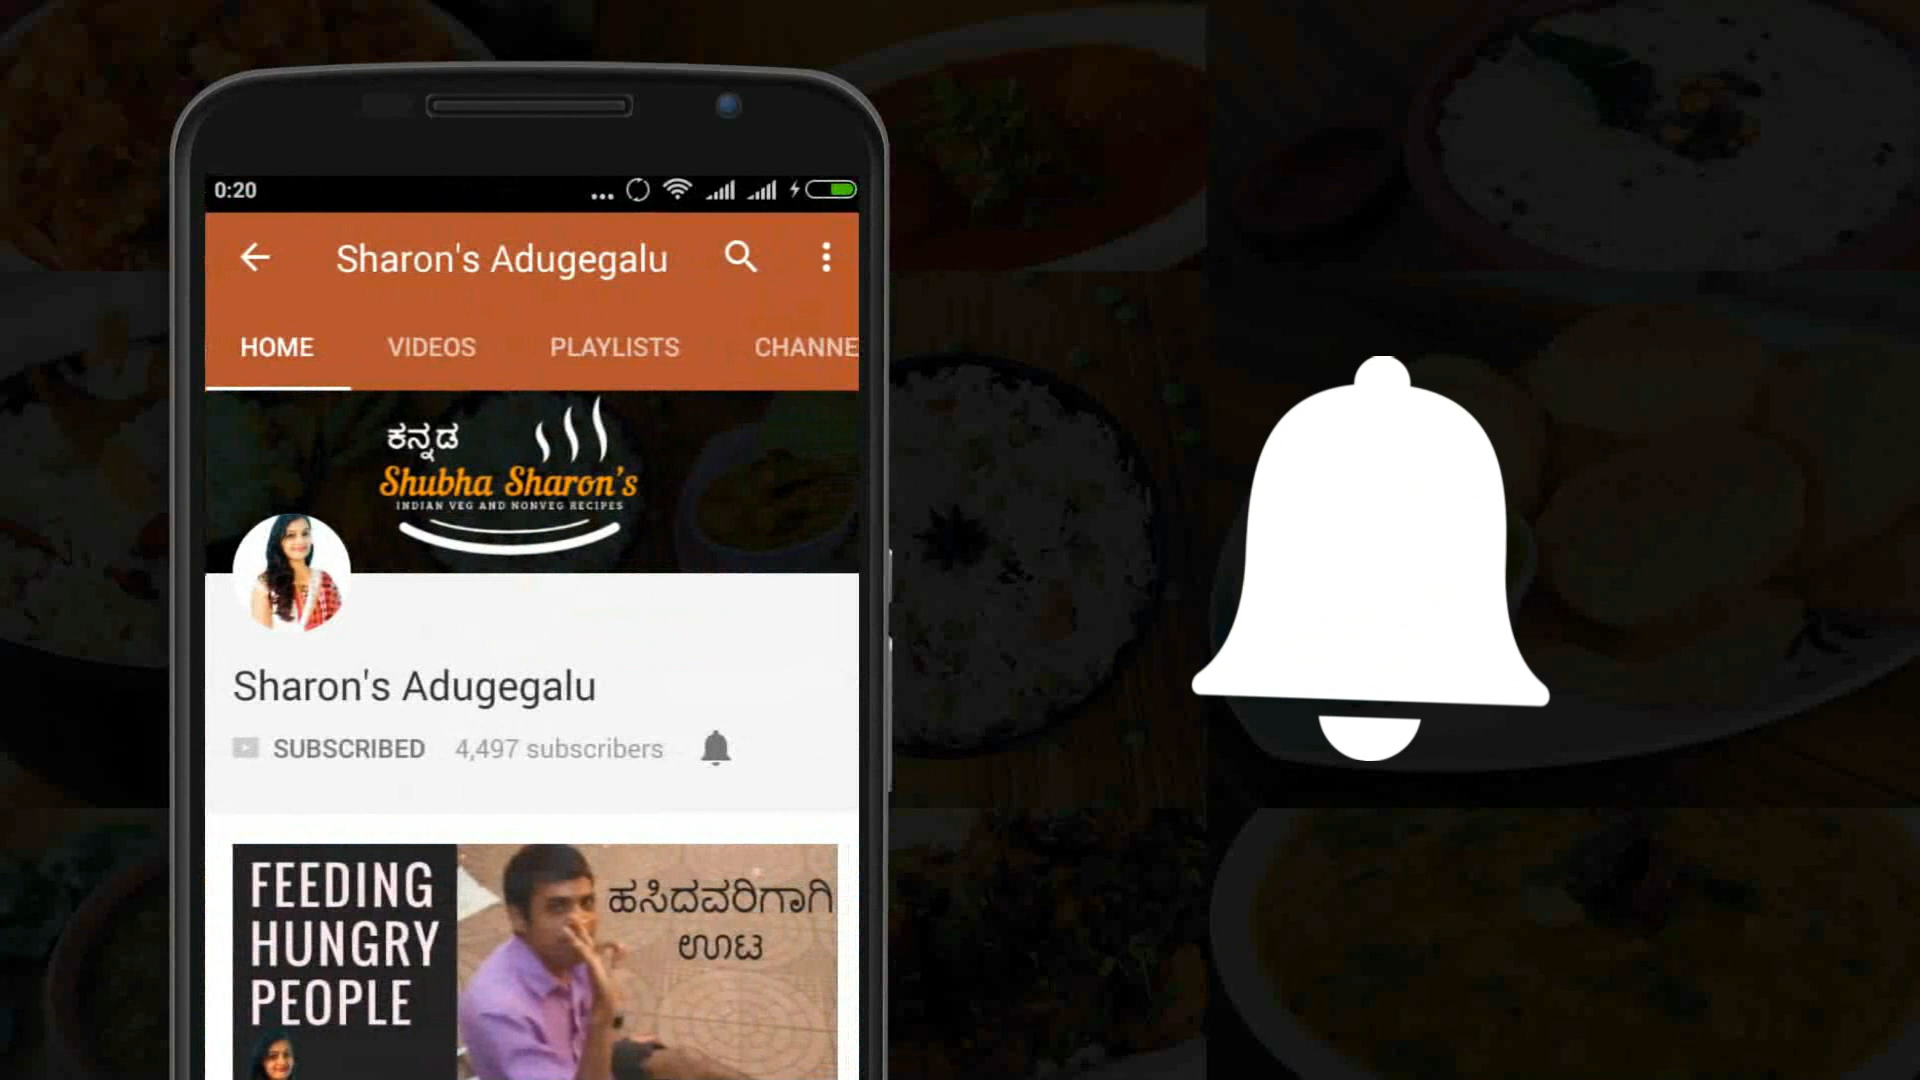 0:20
Sharon's Adugegalu
HOME VIDEOS PLAYLISTS CHANNE
ಕನ್ನಡ
Shubha Sharon's
INDIAN VEG AND NONVEG RECIPES
Sharon's Adugegalu
SUBSCRIBED 4,497 subscribers
FEEDING
HUNGRY
PEOPLE
ಹಸಿದವರಿಗಾಗಿ
ಊಟ